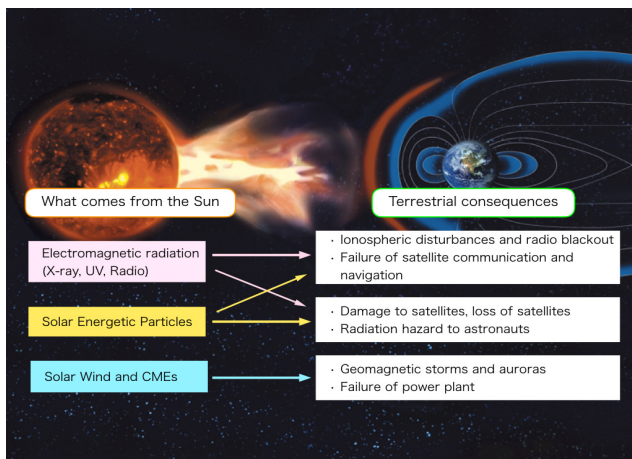 What comes from the Sun
Terrestrial consequences
Electromagnetic radiation
(X-ray, UV, Radio)
・Ionospheric disturbances and radio blackout
・Failure of satellite communication and
navigation
Solar Energetic Particles
・Damage to satellites, loss of satellites
・Radiation hazard to astronauts
Solar Wind and CMEs
・Geomagnetic storms and auroras
・Failure of power plant